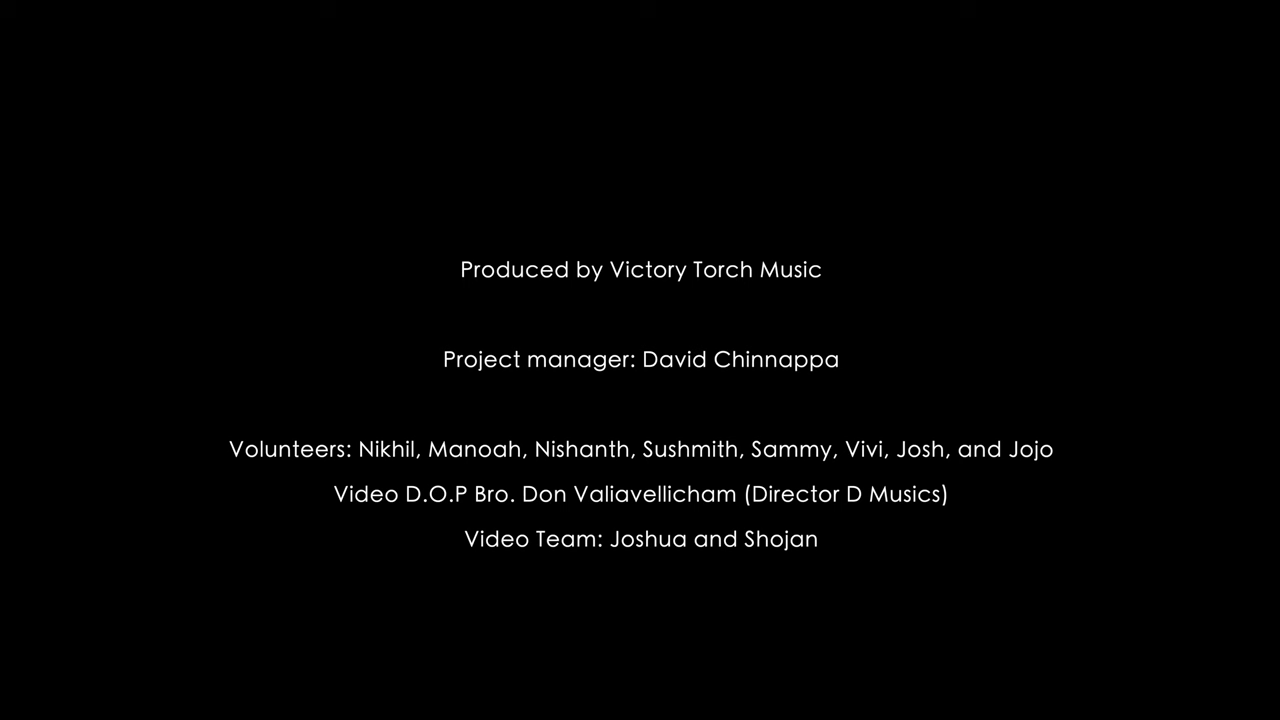 Produced by Victory Torch Music
Project manager: David Chinnappa
Volunteers: Nikhil, Manoah, Nishanth, Sushmith, Sammy, Vivi, Josh, and Jojo
Video D.O.P Bro. Don Valiavellicham (Director D Musics)
Video Team: Joshua and Shojan